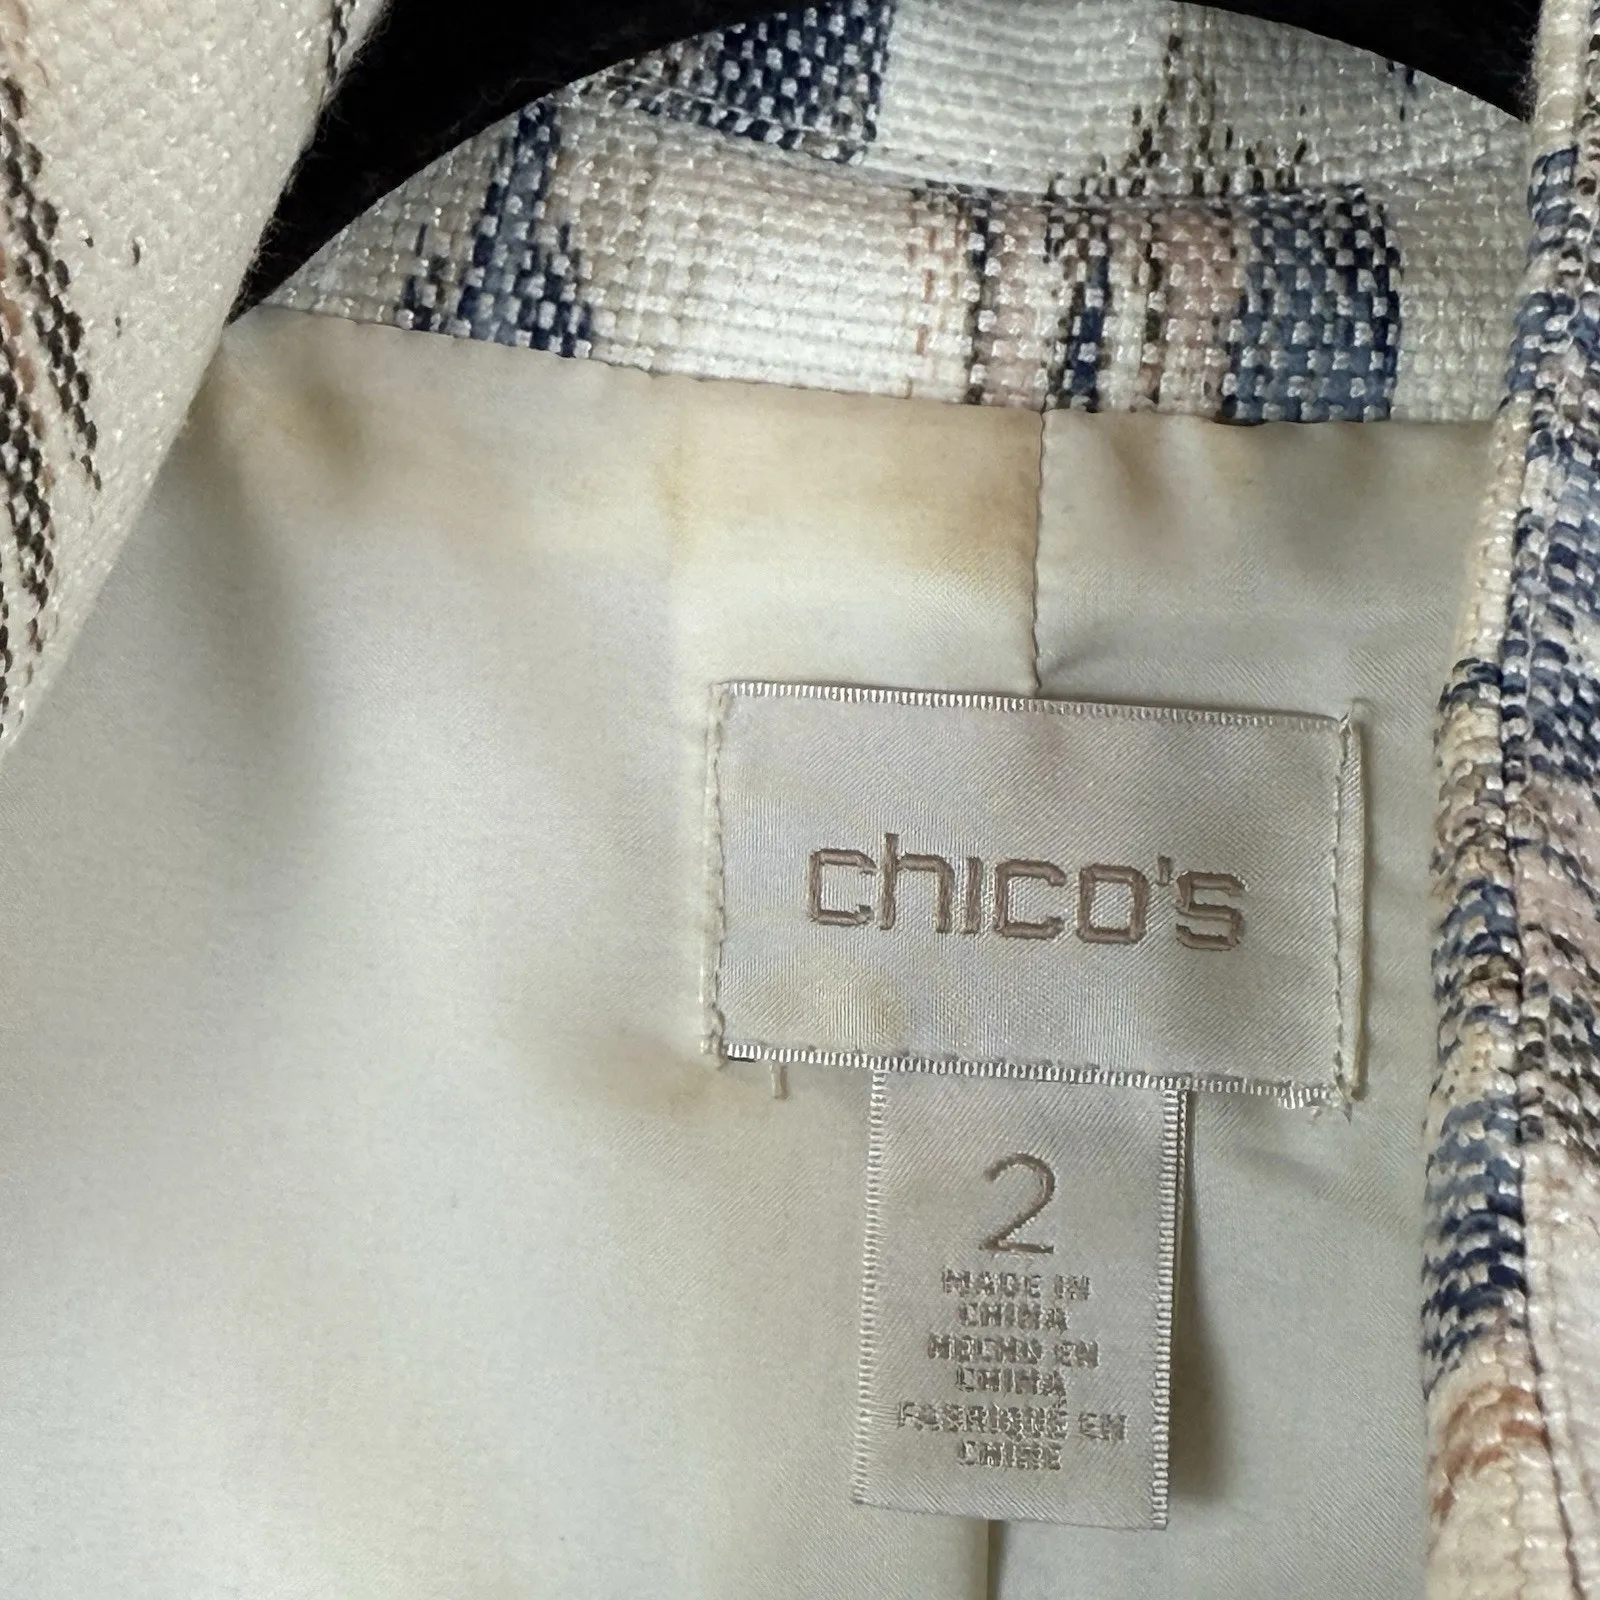 chico's
2
MADE IN
CHINA
HECHO EN
CHINA
FABRIQUÉ EN
CHINE